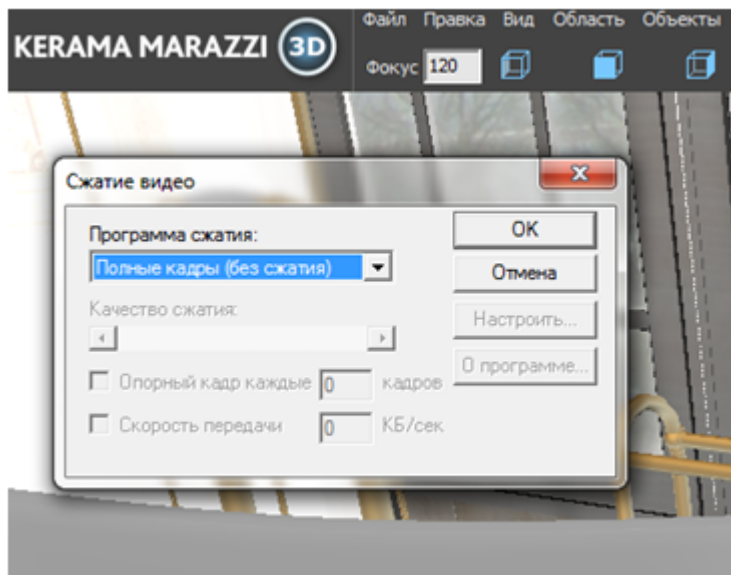 Файл Правка Вид Область Объекты
KERAMA MARAZZI 3D
Фокус 120
Сжатие видео
Программа сжатия:
OK
Полные кадры (без сжатия)
Отмена
Качество сжатия:
Настроить...
О программе...
Опорный кадр каждые 0 кадров
Скорость передачи 0 КБ/сек